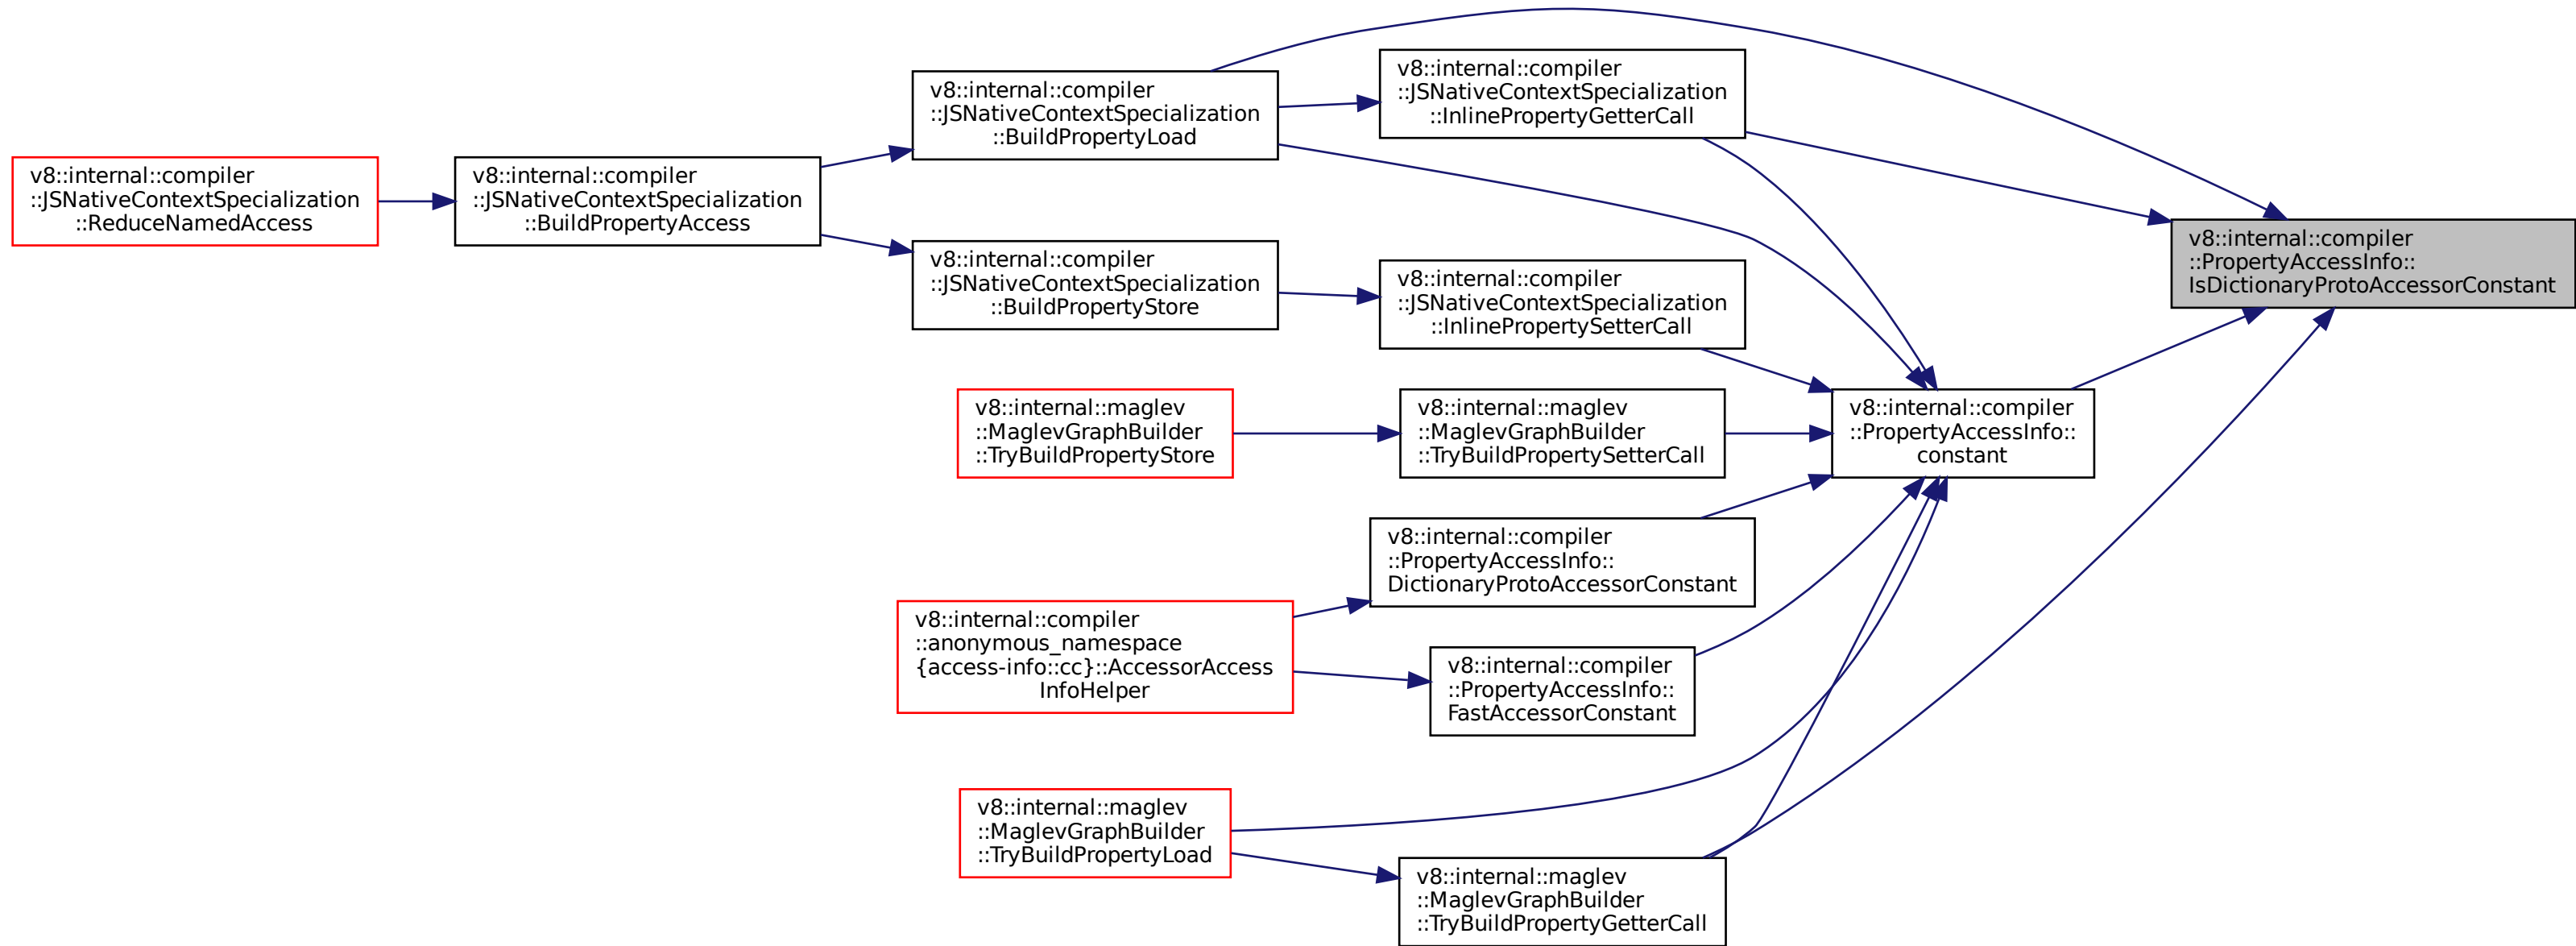 v8::internal::compiler
::JSNativeContextSpecialization
::ReduceNamedAccess
v8::internal::compiler
::JSNativeContextSpecialization
::BuildPropertyAccess
v8::internal::compiler
::JSNativeContextSpecialization
::BuildPropertyLoad
v8::internal::compiler
::JSNativeContextSpecialization
::BuildPropertyStore
v8::internal::compiler
::JSNativeContextSpecialization
::InlinePropertyGetterCall
v8::internal::compiler
::JSNativeContextSpecialization
::InlinePropertySetterCall
v8::internal::compiler
::PropertyAccessInfo::
IsDictionaryProtoAccessorConstant
v8::internal::maglev
::MaglevGraphBuilder
::TryBuildPropertyStore
v8::internal::maglev
::MaglevGraphBuilder
::TryBuildPropertySetterCall
v8::internal::compiler
::PropertyAccessInfo::
constant
v8::internal::compiler
::PropertyAccessInfo::
DictionaryProtoAccessorConstant
v8::internal::compiler
::anonymous_namespace
{access-info::cc}::AccessorAccess
InfoHelper
v8::internal::compiler
::PropertyAccessInfo::
FastAccessorConstant
v8::internal::maglev
::MaglevGraphBuilder
::TryBuildPropertyLoad
v8::internal::maglev
::MaglevGraphBuilder
::TryBuildPropertyGetterCall